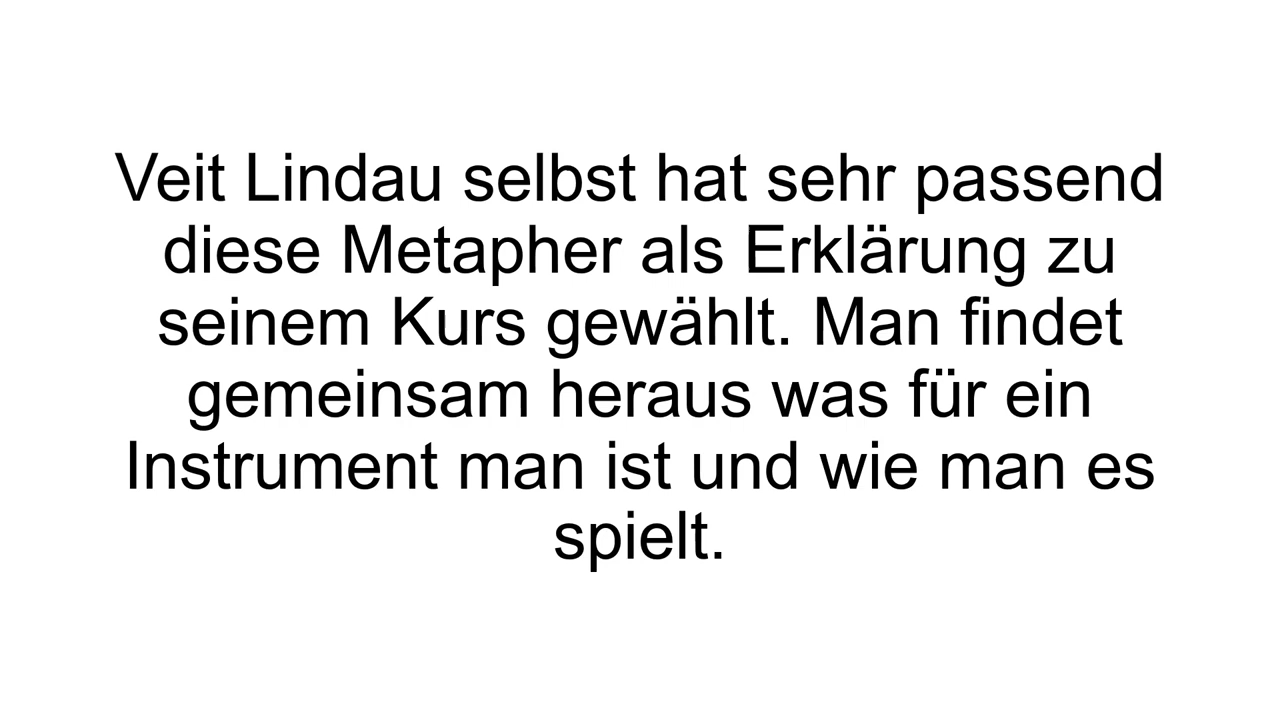 Veit Lindau selbst hat sehr passend
diese Metapher als Erklärung zu
seinem Kurs gewählt. Man findet
gemeinsam heraus was für ein
Instrument man ist und wie man es
spielt.